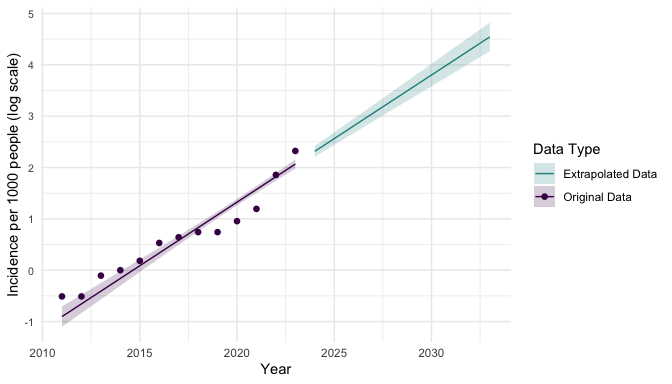 Incidence per 1000 people (log scale)
5
4
3
2
1
0
-1
2010
2015
2020
2025
2030
Year
Data Type
Extrapolated Data
Original Data